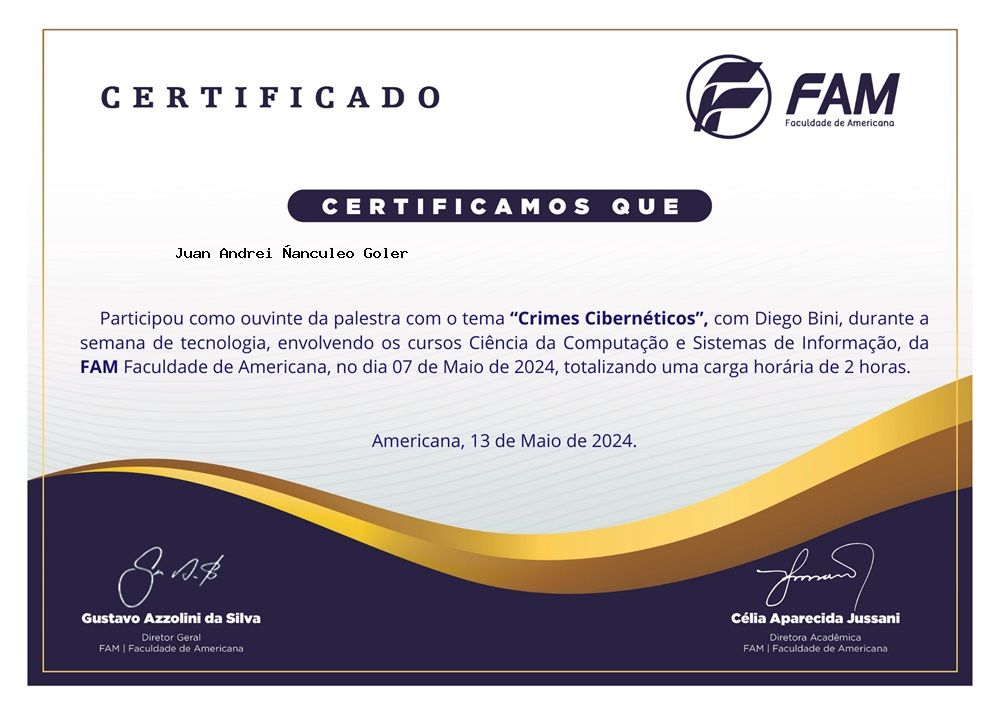 CERTIFICADO
FAM
Faculdade de Americana
CERTIFICAMOS QUE
Juan Andrei Ñanculeo Goler
Participou como ouvinte da palestra com o tema “Crimes Cibernéticos”, com Diego Bini, durante a
semana de tecnologia, envolvendo os cursos Ciência da Computação e Sistemas de Informação, da
FAM Faculdade de Americana, no dia 07 de Maio de 2024, totalizando uma carga horária de 2 horas.
Americana, 13 de Maio de 2024.
Gustavo Azzolini da Silva
Diretor Geral
FAM | Faculdade de Americana
Célia Aparecida Jussani
Diretora Acadêmica
FAM | Faculdade de Americana